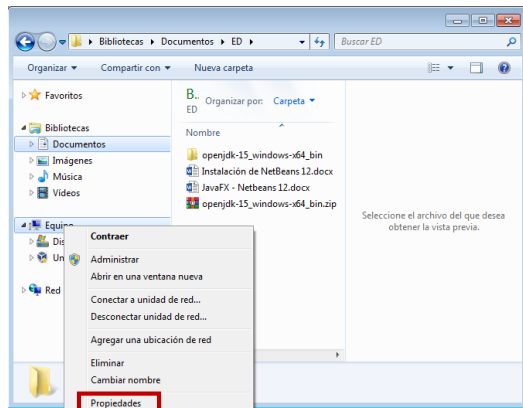 Bibliotecas ▸ Documentos ▸ ED ▸
Buscar ED
Organizar
Compartir con
Nueva carpeta
Favoritos
Bibliotecas
Documentos
Imágenes
Música
Vídeos
Equipo
Dis
Un
Red
B..
ED
Organizar por: Carpeta
Nombre
openjdk-15_windows-x64_bin
Instalación de NetBeans 12.docx
JavaFX - Netbeans 12.docx
openjdk-15_windows-x64_bin.zip
Seleccione el archivo del que desea
obtener la vista previa.
Contraer
Administrar
Abrir en una ventana nueva
Conectar a unidad de red...
Desconectar unidad de red...
Agregar una ubicación de red
Eliminar
Cambiar nombre
Propiedades